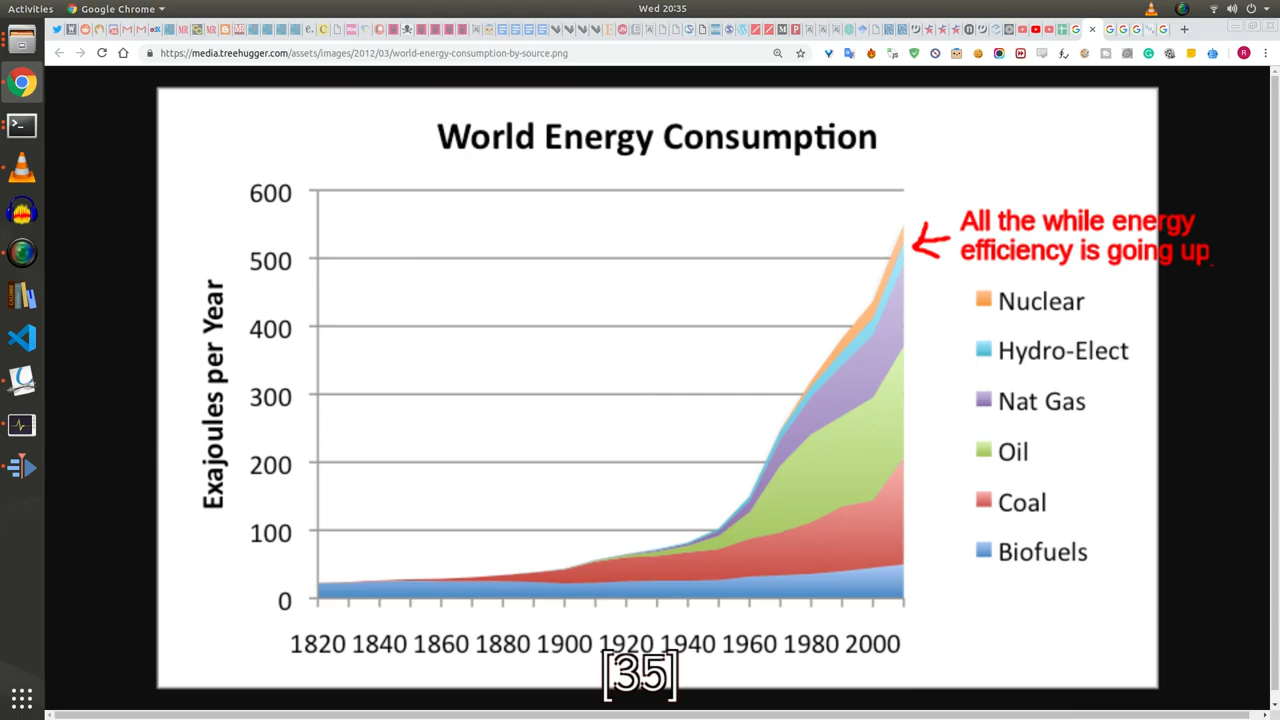 Activities
Google Chrome
Wed 20:35
https://media.treehugger.com/assets/images/2012/03/world-energy-consumption-by-source.png
World Energy Consumption
600
500
400
300
200
100
0
Exajoules per Year
1820 1840 1860 1880 1900 1920 1940 1960 1980 2000
All the while energy
efficiency is going up.
Nuclear
Hydro-Elect
Nat Gas
Oil
Coal
Biofuels
[35]